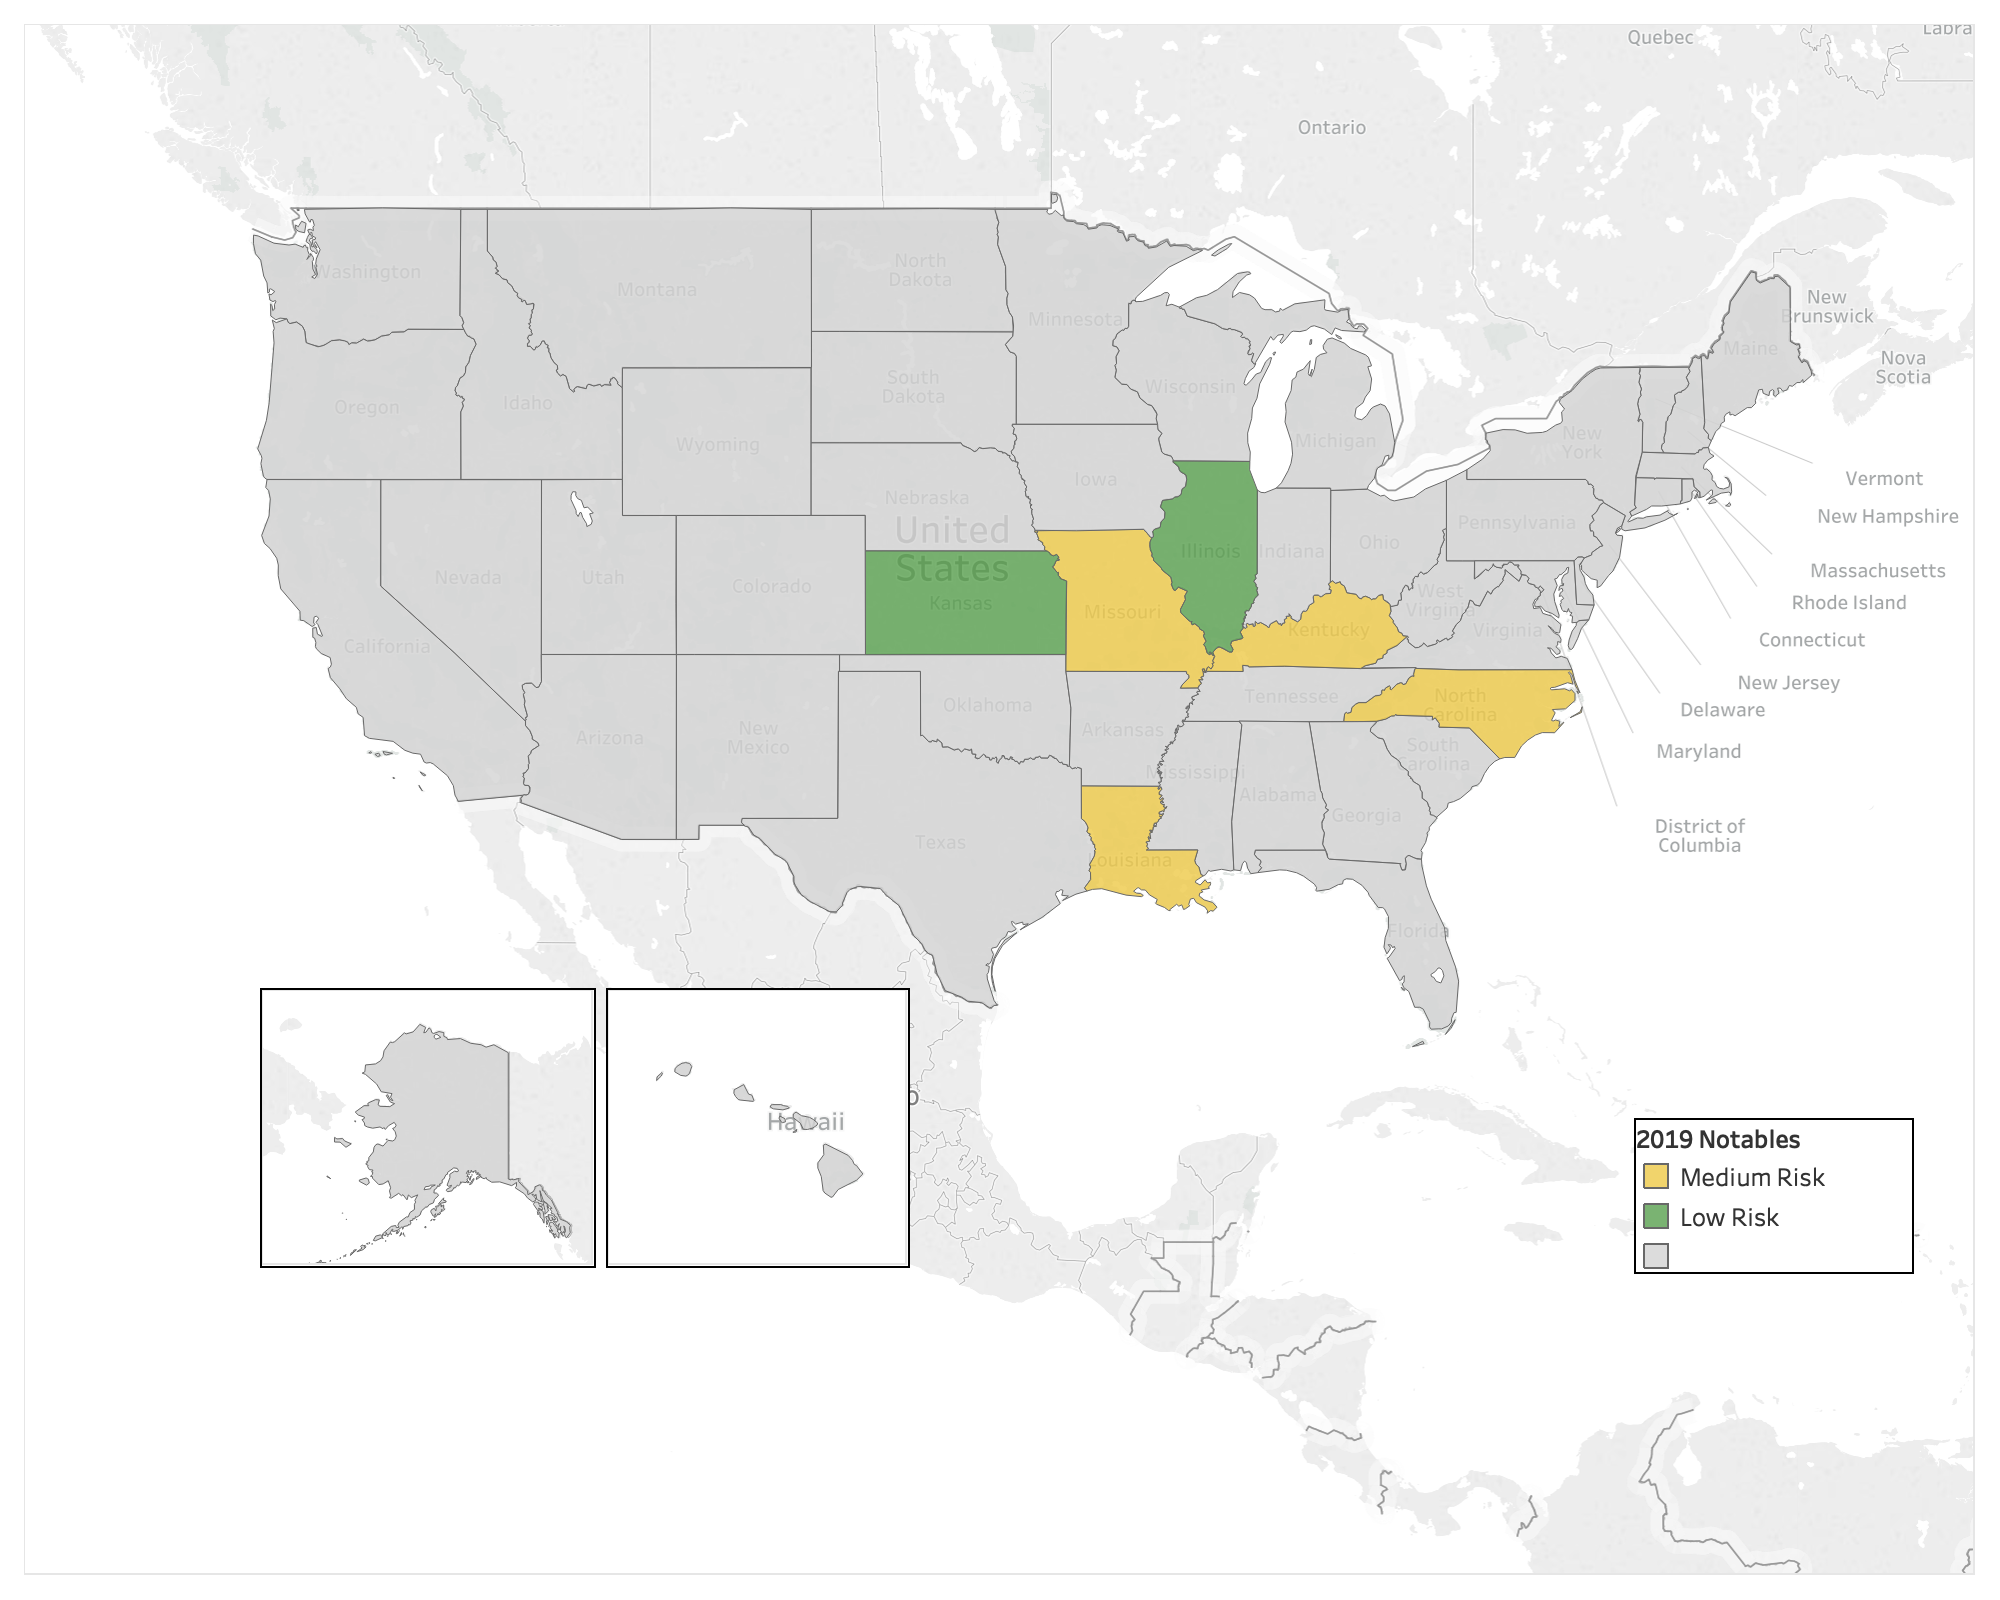 Quebec
Labra
Ontario
New
Brunswick
Nova
Scotia
Washington
Montana
North
Dakota
Minnesota
Maine
South
Dakota
Wisconsin
Oregon
Idaho
Wyoming
Michigan
New
York
Iowa
Vermont
Nebraska
New Hampshire
United
States
Pennsylvania
Ohio
Illinois
Indiana
Massachusetts
Nevada
Utah
Colorado
Kansas
Missouri
West
Virginia
Rhode Island
Kentucky
Virginia
Connecticut
California
New Jersey
Tennessee
North
Carolina
Oklahoma
Delaware
Arizona
New
Mexico
Arkansas
South
Carolina
Maryland
Mississippi
Alabama
Georgia
Texas
District of
Columbia
Louisiana
Florida
Hawaii
o
2019 Notables
Medium Risk
Low Risk